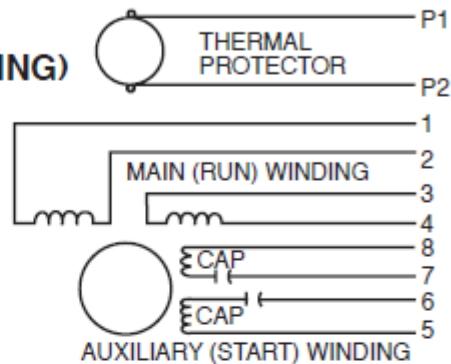 P1
ING)
THERMAL
PROTECTOR
P2
1
2
MAIN (RUN) WINDING
3
4
8
CAP
7
6
CAP
5
AUXILIARY (START) WINDING